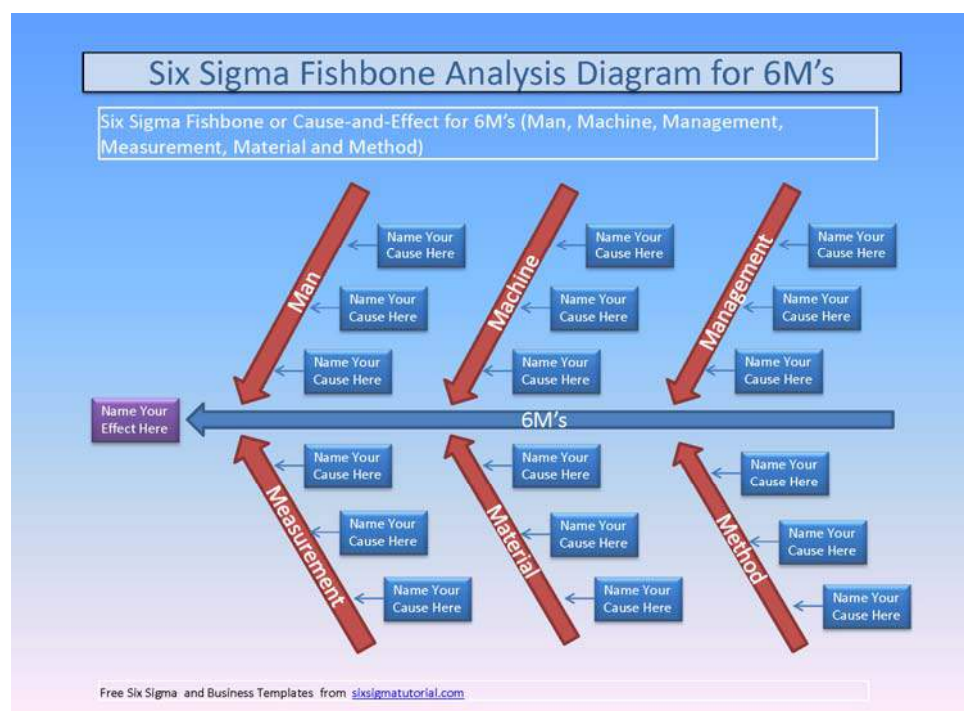 Six Sigma Fishbone Analysis Diagram for 6M's
Six Sigma Fishbone or Cause-and-Effect for 6M's (Man, Machine, Management,
Measurement, Material and Method)
Man
Name Your
Cause Here
Name Your
Cause Here
Name Your
Cause Here
Machine
Name Your
Cause Here
Name Your
Cause Here
Name Your
Cause Here
Management
Name Your
Cause Here
Name Your
Cause Here
Name Your
Cause Here
Name Your
Effect Here
6M's
Measurement
Name Your
Cause Here
Name Your
Cause Here
Name Your
Cause Here
Material
Name Your
Cause Here
Name Your
Cause Here
Name Your
Cause Here
Method
Name Your
Cause Here
Name Your
Cause Here
Name Your
Cause Here
Free Six Sigma and Business Templates from sixsigmatutorial.com